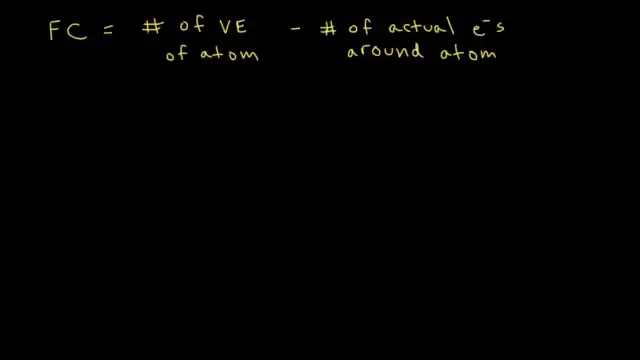 FC = # of VE - # of actual e⁻s
of atom around atom